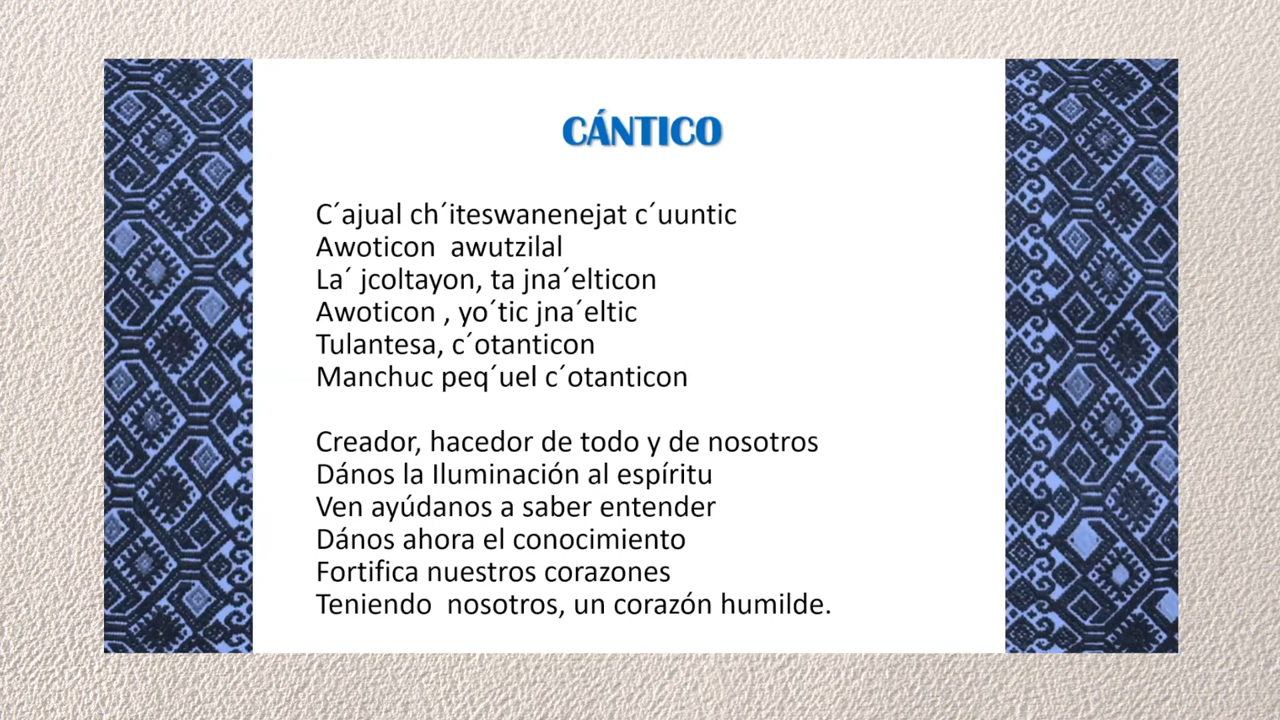 CÁNTICO
C´ajual ch´iteswanenejat c´uuntic
Awoticon  awutzilal
La´ jcoltayon, ta jna´elticon
Awoticon , yo´tic jna´eltic
Tulantesa, c´otanticon
Manchuc peq´uel c´otanticon
Creador, hacedor de todo y de nosotros
Dános la Iluminación al espíritu
Ven ayúdanos a saber entender
Dános ahora el conocimiento
Fortifica nuestros corazones
Teniendo  nosotros, un corazón humilde.